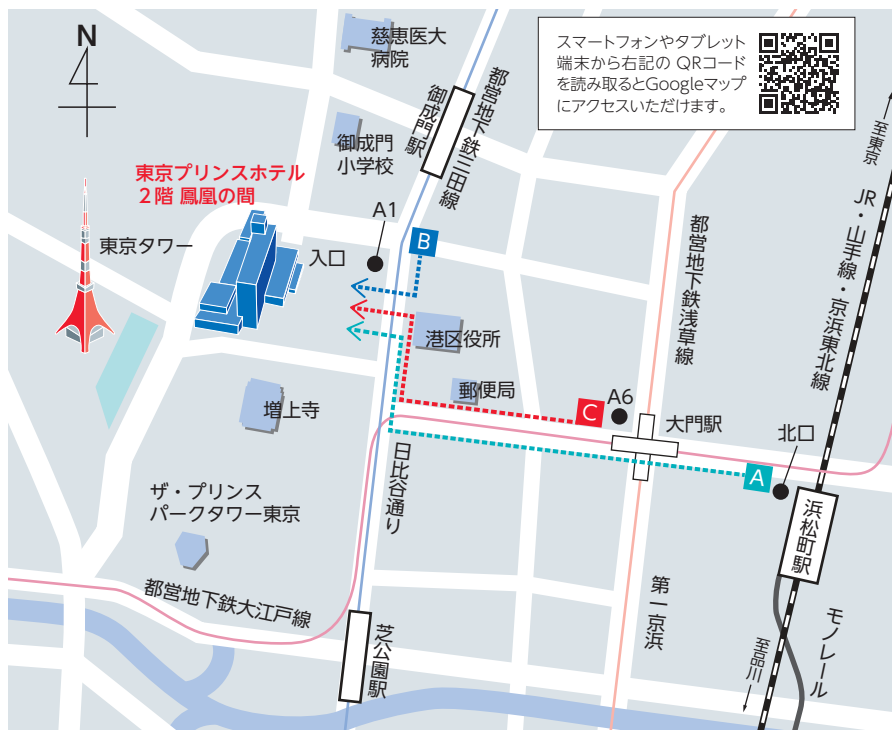 N
慈恵医大
病院
スマートフォンやタブレット
端末から右記の QRコード
を読み取るとGoogleマップ
にアクセスいただけます。
御成門駅
都営地下鉄三田線
御成門
小学校
東京プリンスホテル
2階 鳳凰の間
A1
東京タワー
入口
B
都営地下鉄浅草線
至東京
JR・山手線・京浜東北線
港区役所
郵便局
C
A6
大門駅
北口
増上寺
A
日比谷通り
浜松町駅
ザ・プリンス
パークタワー東京
都営地下鉄大江戸線
芝公園駅
第一京浜
モノレール
至品川